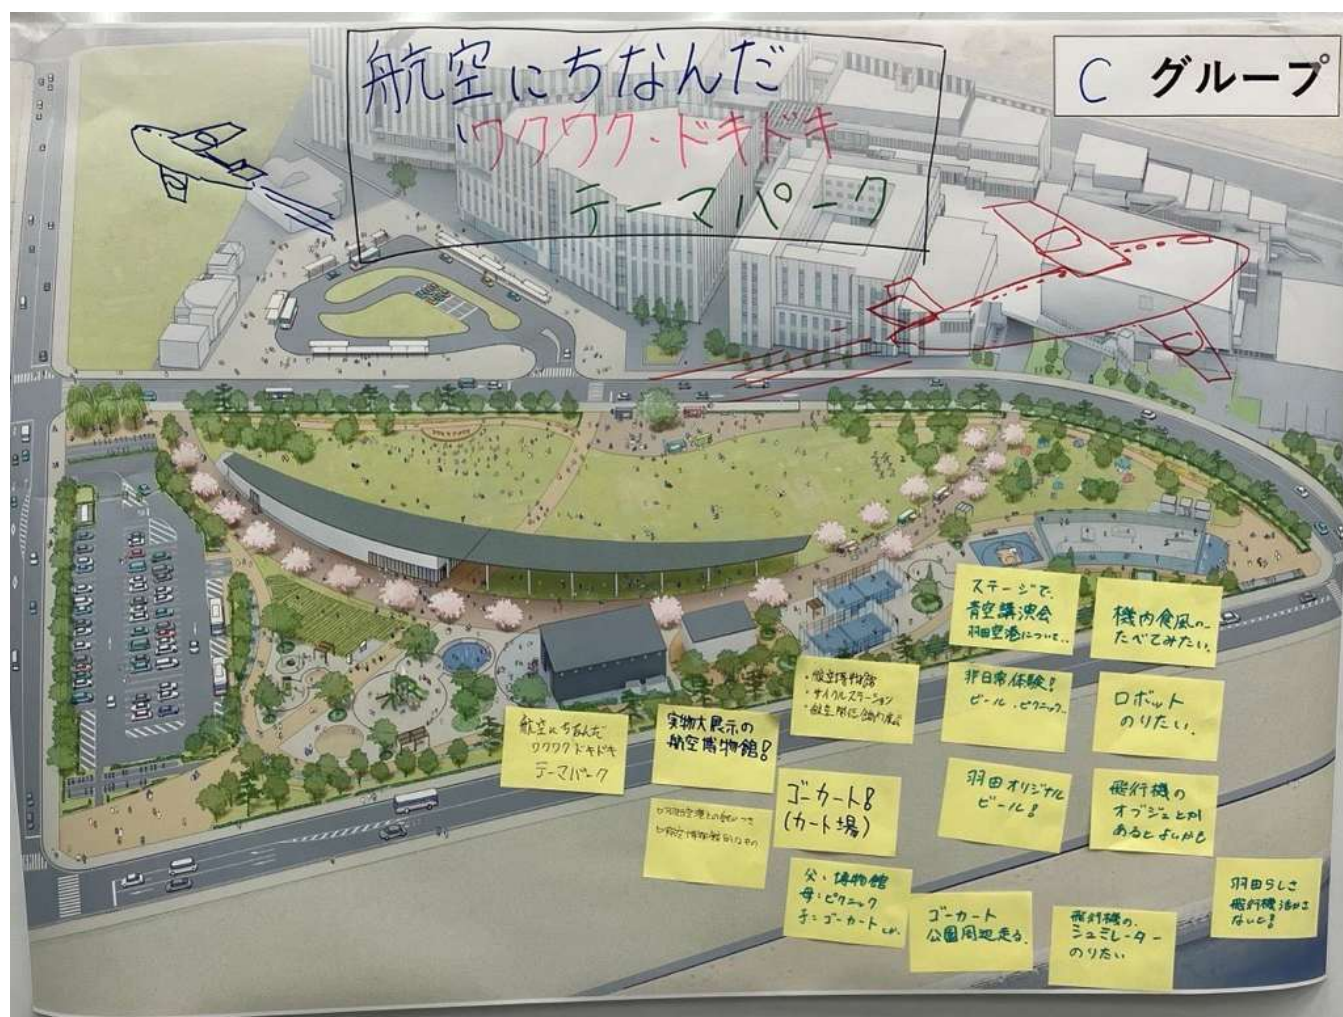 航空にちなんだ
ワクワク・ドキドキ
テーマパーク
C グループ
ステージで、
青空講演会
羽田空港について..
機内食風の
たべてみたい。
・航空博物館
・サイクルステーション
・航空
非日常体験!
ビール・ピクニック..
ロボット
のりたい。
航空にちなんだ
ワクワクドキドキ
テーマパーク
実物大展示の
航空博物館!
ゴーカート!
(カート場)
羽田オリジナル
ビール!
飛行機の
オブジェとか
あるとよいかも
父:博物館
母:ピクニック
子:ゴーカート
ゴーカート
公園周辺走る。
飛行機の、
シュミレーター
のりたい
羽田らしさ
飛行機活かさ
ないと!